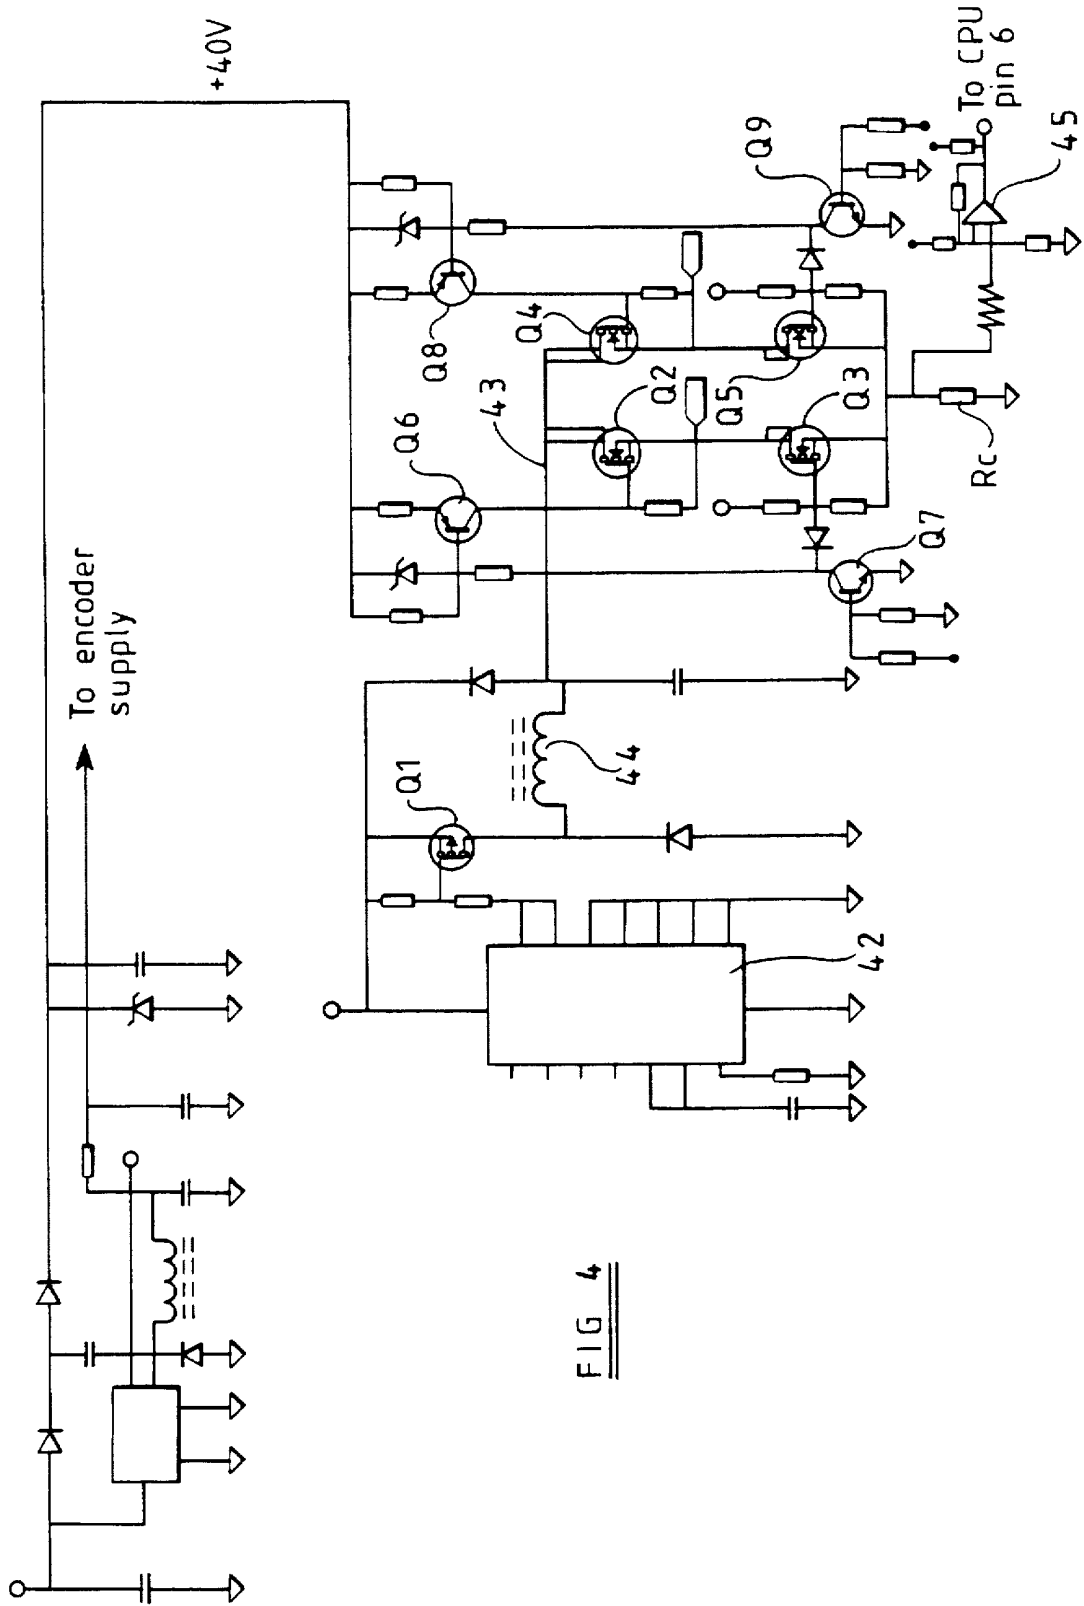 +40V
To encoder
supply
Q8
Q6
Q4
43
Q2
Q5
Q3
Q9
Q7
Rc
To CPU
pin 6
45
Q1
44
42
FIG 4